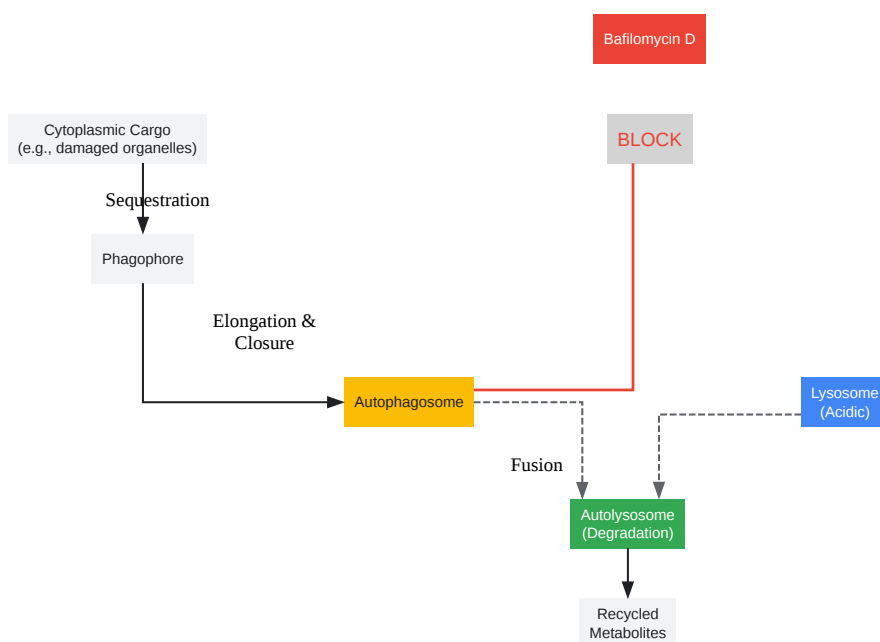 Bafilomycin D
Cytoplasmic Cargo
(e.g., damaged organelles)
BLOCK
Sequestration
Phagophore
Elongation &
Closure
Autophagosome
Lysosome
(Acidic)
Fusion
Autolysosome
(Degradation)
Recycled
Metabolites